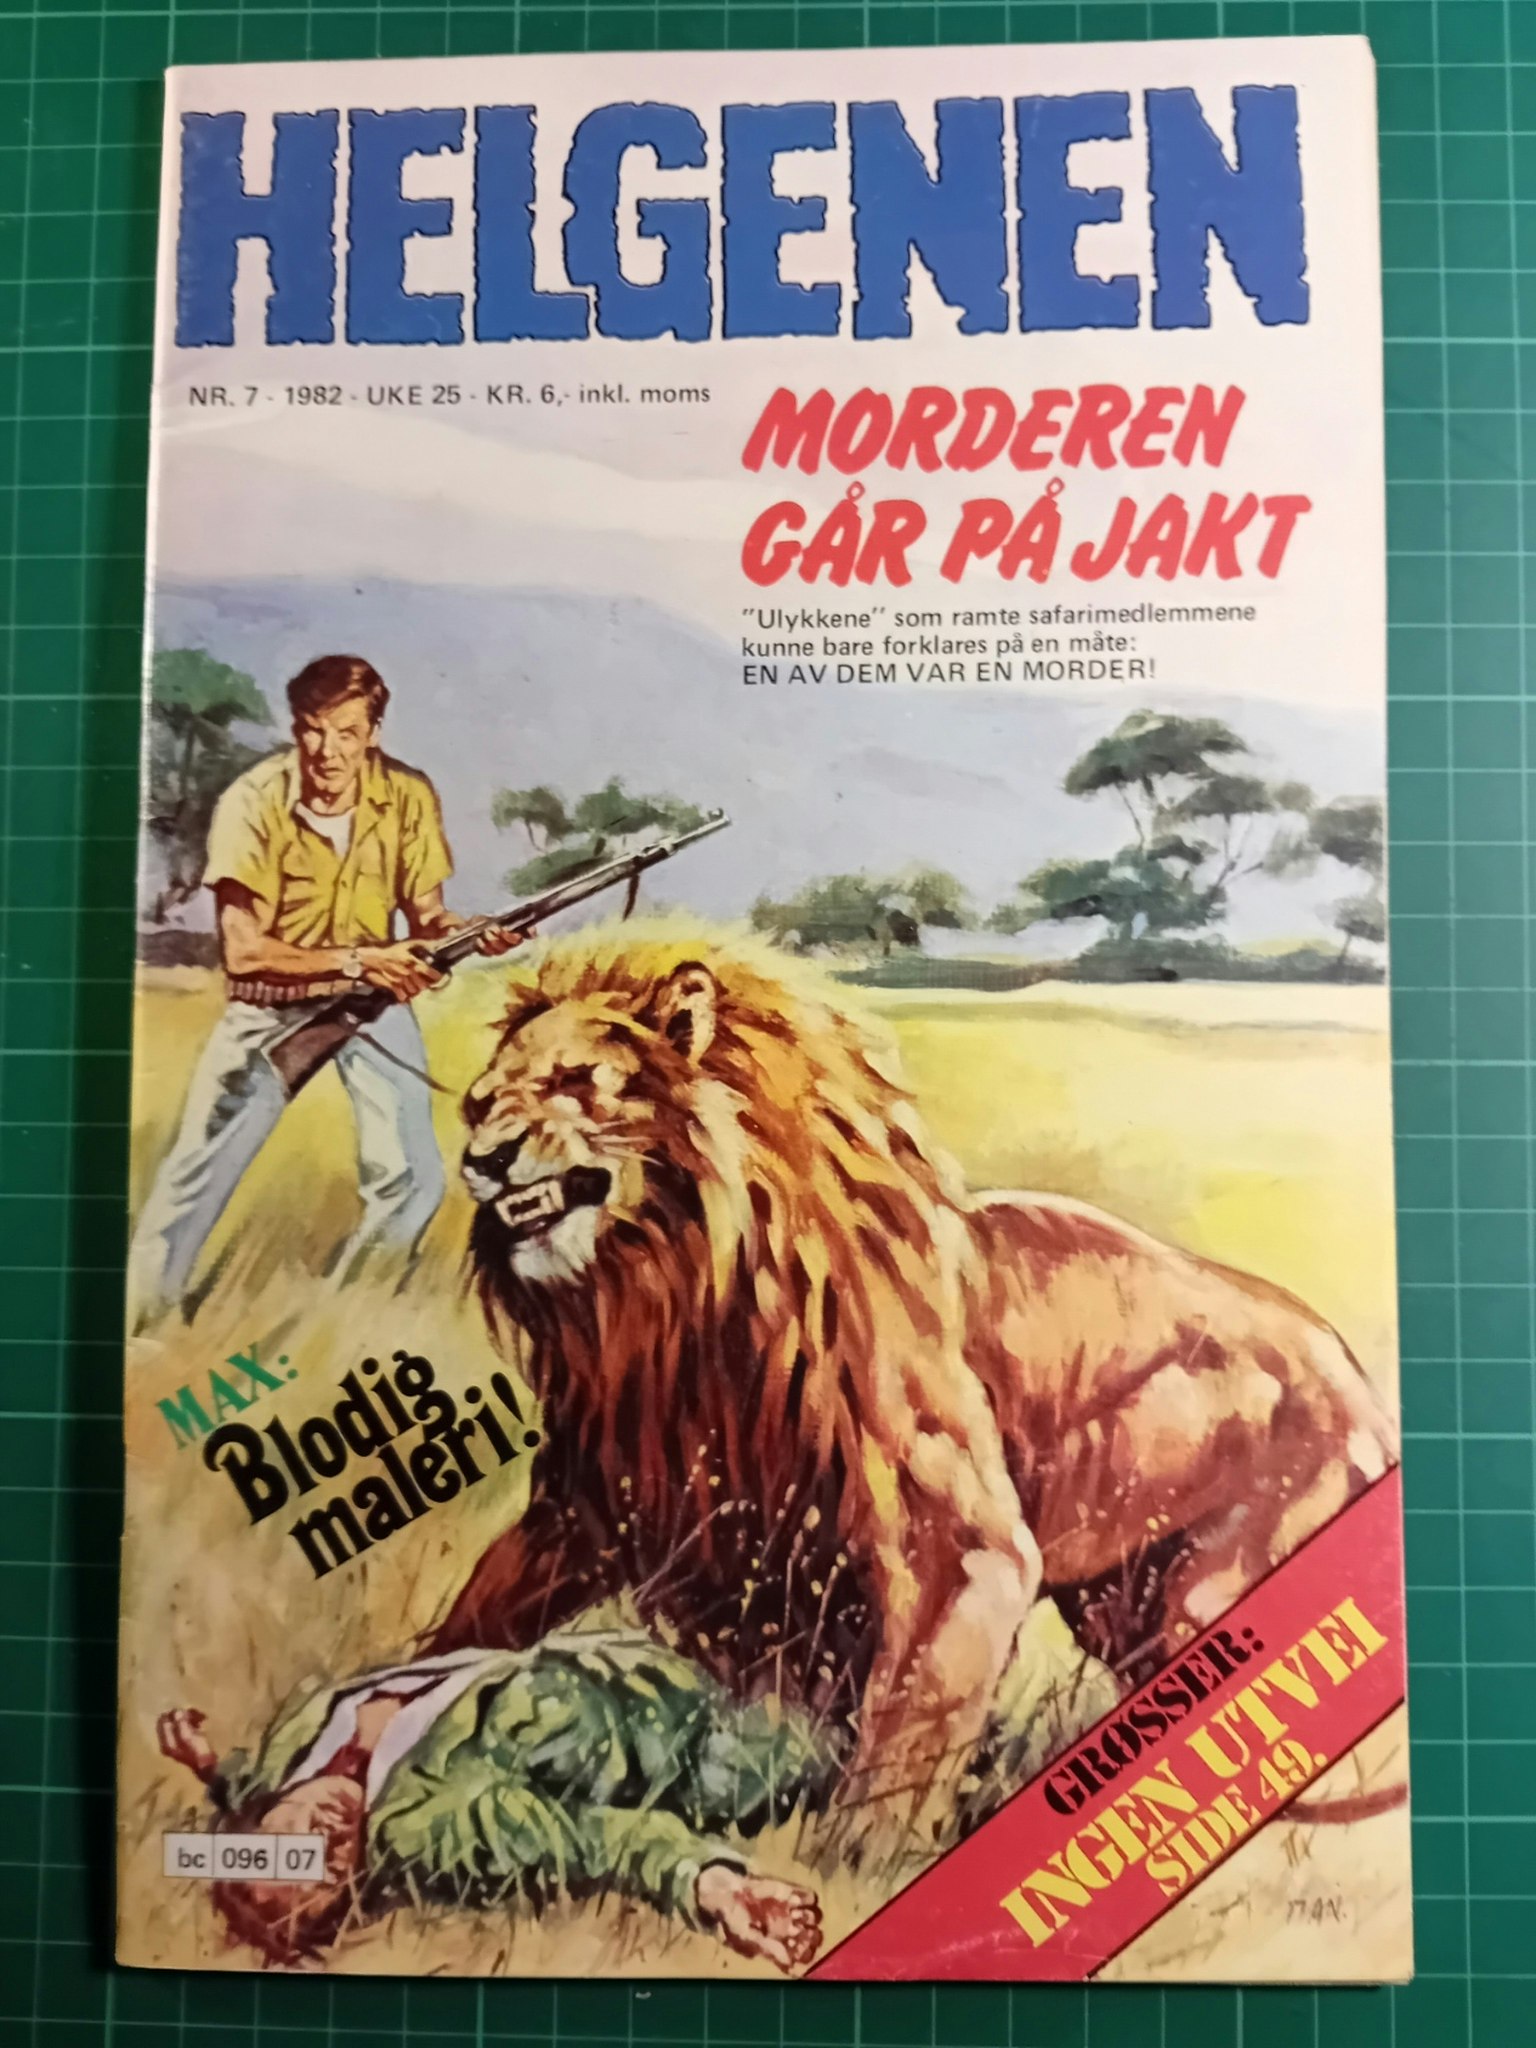 HELGENEN
NR. 7 - 1982 - UKE 25 - KR. 6,- inkl. moms
MORDEREN
GÅR PÅ JAKT
"Ulykkene" som ramte safarimedlemmene
kunne bare forklares på en måte:
EN AV DEM VAR EN MORDER!
MAX:
Blodig
maleri!
GRØSSER:
INGEN UTVEI
SIDE 49.
bc 096 07